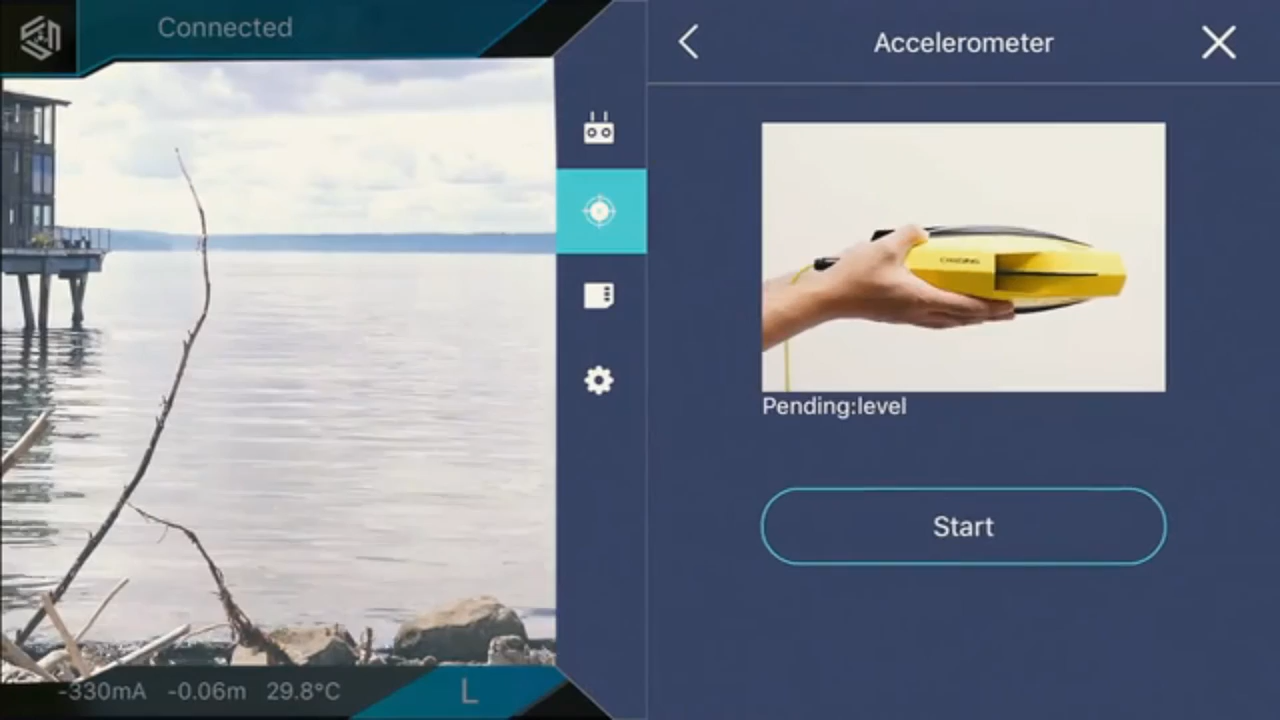 Connected
Accelerometer
CHASING
Pending:level
Start
-330mA -0.06m 29.8°C
L